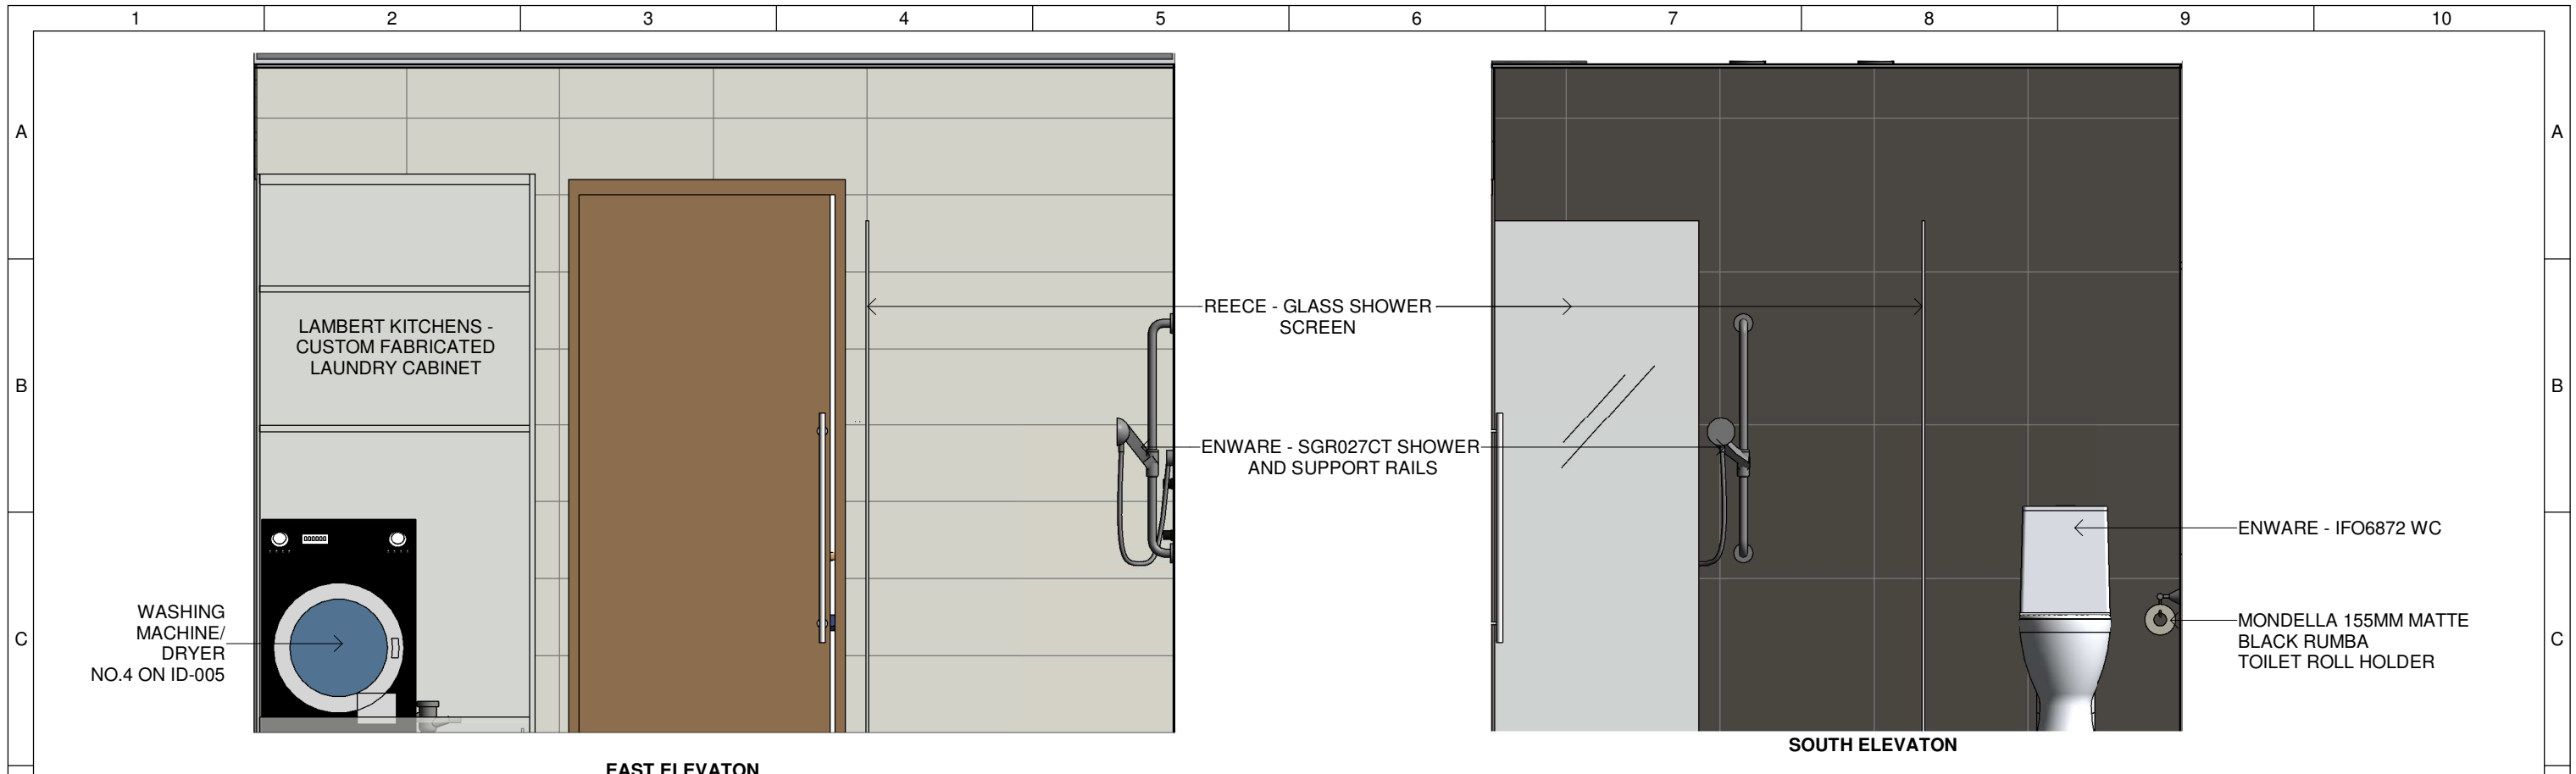 1 2 3 4 5 6 7 8 9 10
A A
LAMBERT KITCHENS -
CUSTOM FABRICATED
LAUNDRY CABINET
REECE - GLASS SHOWER
SCREEN
B B
ENWARE - SGR027CT SHOWER
AND SUPPORT RAILS
ENWARE - IFO6872 WC
WASHING
MACHINE/
DRYER
NO.4 ON ID-005
C C
MONDELLA 155MM MATTE
BLACK RUMBA
TOILET ROLL HOLDER
EAST ELEVATON
SOUTH ELEVATON